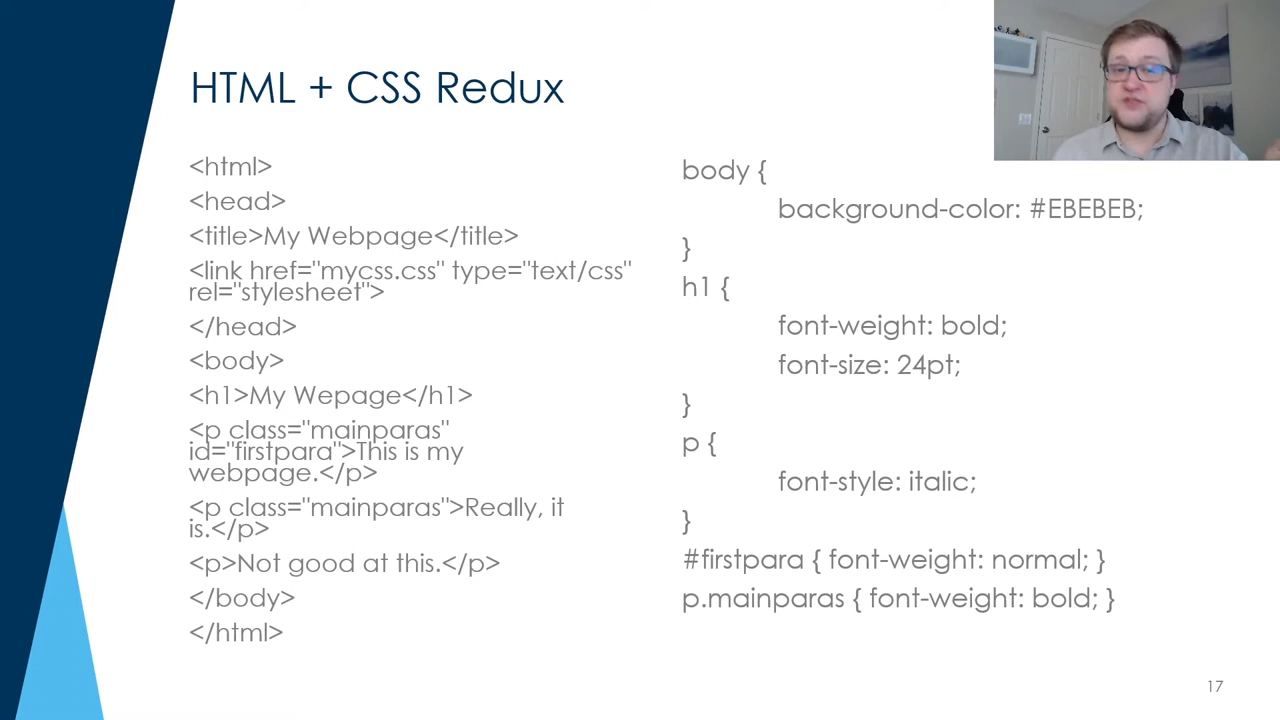 HTML + CSS Redux
<html>
<head>
<title>My Webpage</title>
<link href="mycss.css" type="text/css"
rel="stylesheet">
</head>
<body>
<h1>My Wepage</h1>
<p class="mainparas"
id="firstpara">This is my
webpage.</p>
<p class="mainparas">Really, it
is.</p>
<p>Not good at this.</p>
</body>
</html>
body {
background-color: #EBEBEB;
}
h1 {
font-weight: bold;
font-size: 24pt;
}
p {
font-style: italic;
}
#firstpara { font-weight: normal; }
p.mainparas { font-weight: bold; }
17